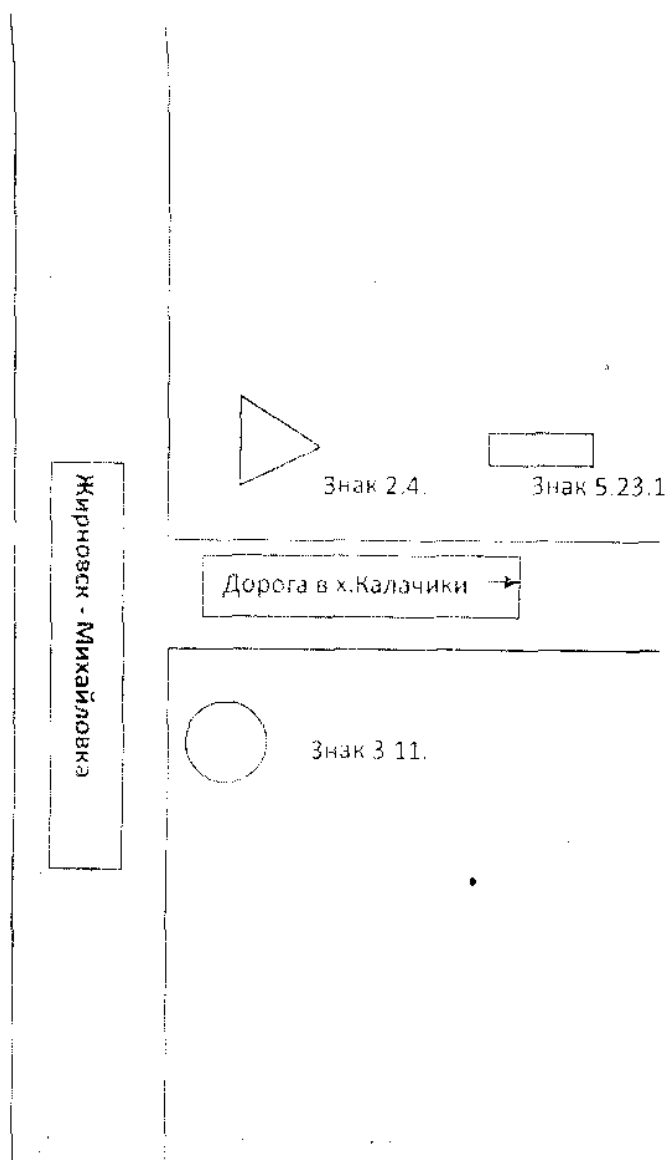 Знак 2.4.
Знак 5.23.1
Жирновск - Михайловка
Дорога в х.Калачики
Знак 3 11.